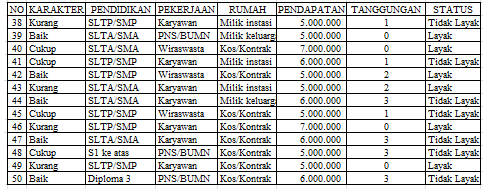 NO KARAKTER PENDIDIKAN PEKERJAAN RUMAH PENDAPATAN TANGGUNGAN STATUS
38 Kurang SLTP/SMP Karyawan Milik instasi 5.000.000 1 Tidak Layak
39 Baik SLTA/SMA PNS/BUMN Milik keluarg 5.000.000 0 Layak
40 Cukup SLTA/SMA Wiraswasta Kos/Kontrak 7.000.000 0 Layak
41 Cukup SLTP/SMP Karyawan Milik instasi 6.000.000 1 Tidak Layak
42 Baik SLTP/SMP Wiraswasta Kos/Kontrak 5.000.000 2 Layak
43 Kurang SLTA/SMA Karyawan Milik instasi 5.000.000 2 Layak
44 Baik SLTA/SMA Karyawan Milik keluarg 6.000.000 3 Tidak Layak
45 Cukup SLTP/SMP Wiraswasta Kos/Kontrak 5.000.000 1 Tidak Layak
46 Kurang SLTP/SMP Karyawan Kos/Kontrak 7.000.000 0 Layak
47 Baik SLTA/SMA Karyawan Kos/Kontrak 6.000.000 3 Tidak Layak
48 Cukup S1 ke atas PNS/BUMN Kos/Kontrak 5.000.000 3 Tidak Layak
49 Kurang SLTP/SMP Karyawan Kos/Kontrak 5.000.000 0 Layak
50 Baik Diploma 3 PNS/BUMN Kos/Kontrak 6.000.000 3 Tidak Layak